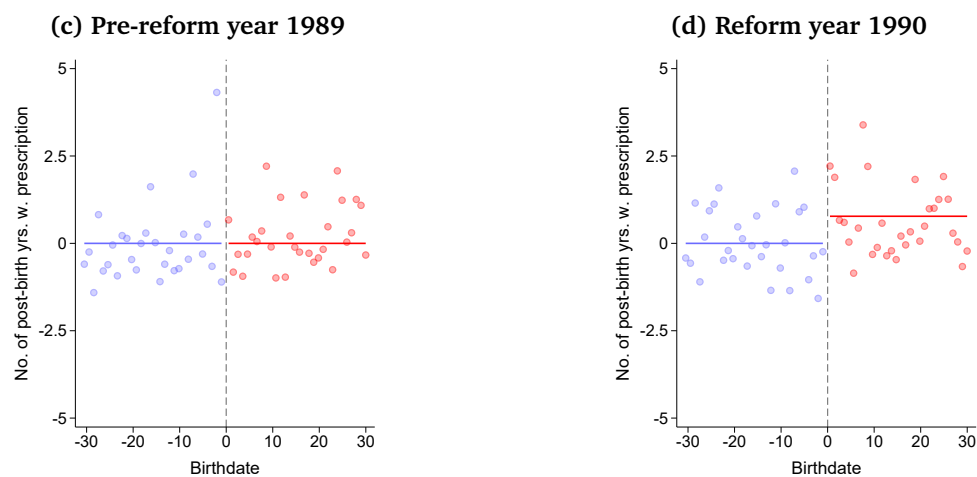 (c) Pre-reform year 1989
No. of post-birth yrs. w. prescription
5
2.5
0
-2.5
-5
-30 -20 -10 0 10 20 30
Birthdate
(d) Reform year 1990
No. of post-birth yrs. w. prescription
5
2.5
0
-2.5
-5
-30 -20 -10 0 10 20 30
Birthdate